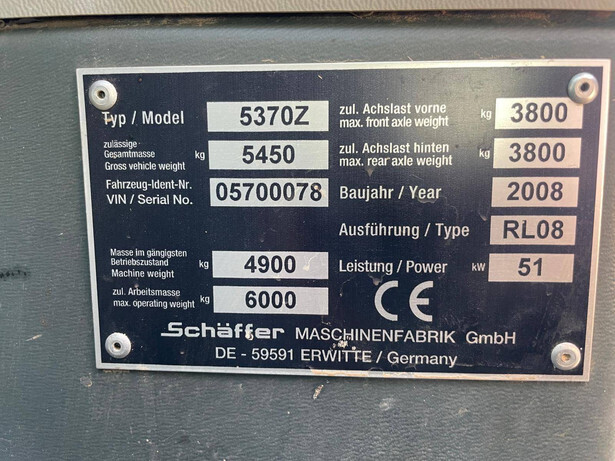 Typ / Model 5370Z
zulässige
Gesamtmasse
Gross vehicle weight kg 5450
Fahrzeug-Ident-Nr.
VIN / Serial No. 05700078
Masse im gängigsten
Betriebszustand
Machine weight kg 4900
zul. Arbeitsmasse
max. operating weight kg 6000
zul. Achslast vorne
max. front axle weight kg 3800
zul. Achslast hinten
max. rear axle weight kg 3800
Baujahr / Year 2008
Ausführung / Type RL08
Leistung / Power kW 51
CE
Schäffer MASCHINENFABRIK GmbH
DE - 59591 ERWITTE / Germany